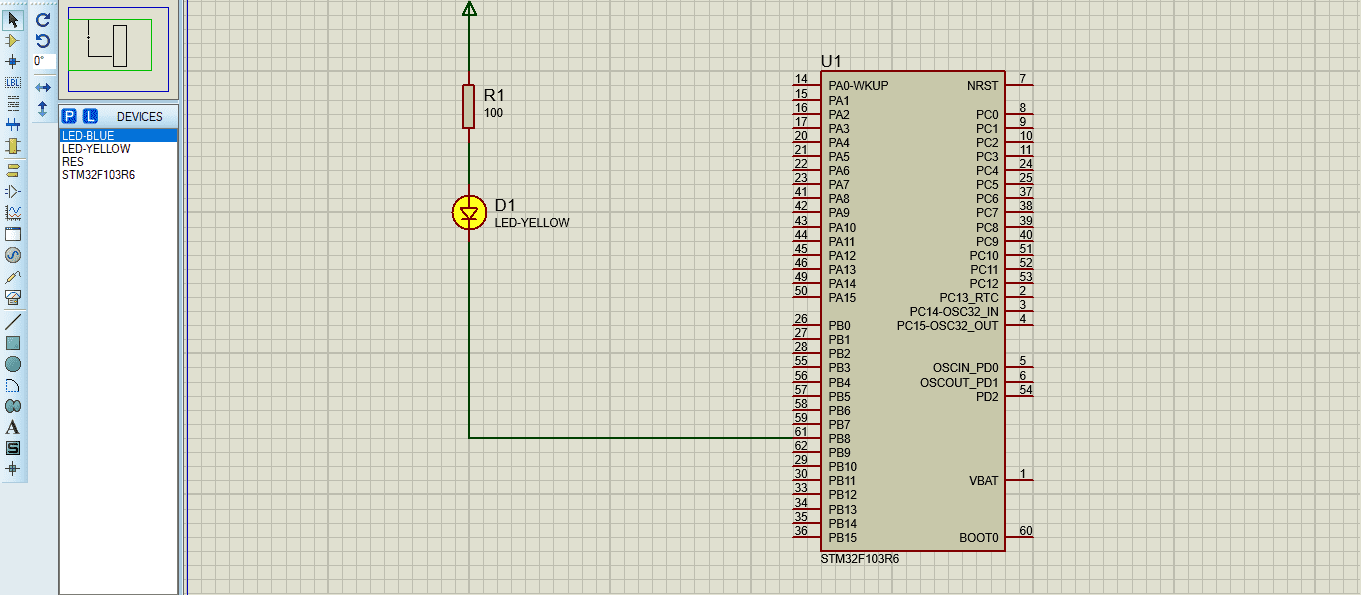 LBL
0°
P L DEVICES
LED-BLUE
LED-YELLOW
RES
STM32F103R6
A
S
R1
100
D1
LED-YELLOW
U1
14 PA0-WKUP NRST 7
15 PA1
16 PA2 PC0 8
17 PA3 PC1 9
20 PA4 PC2 10
21 PA5 PC3 11
22 PA6 PC4 24
23 PA7 PC5 25
41 PA8 PC6 37
42 PA9 PC7 38
43 PA10 PC8 39
44 PA11 PC9 40
45 PA12 PC10 51
46 PA13 PC11 52
49 PA14 PC12 53
50 PA15 PC13_RTC 2
PC14-OSC32_IN 3
26 PB0 PC15-OSC32_OUT 4
27 PB1
28 PB2
55 PB3 OSCIN_PD0 5
56 PB4 OSCOUT_PD1 6
57 PB5 PD2 54
58 PB6
59 PB7
61 PB8
62 PB9
29 PB10
30 PB11 VBAT 1
33 PB12
34 PB13
35 PB14
36 PB15 BOOT0 60
STM32F103R6